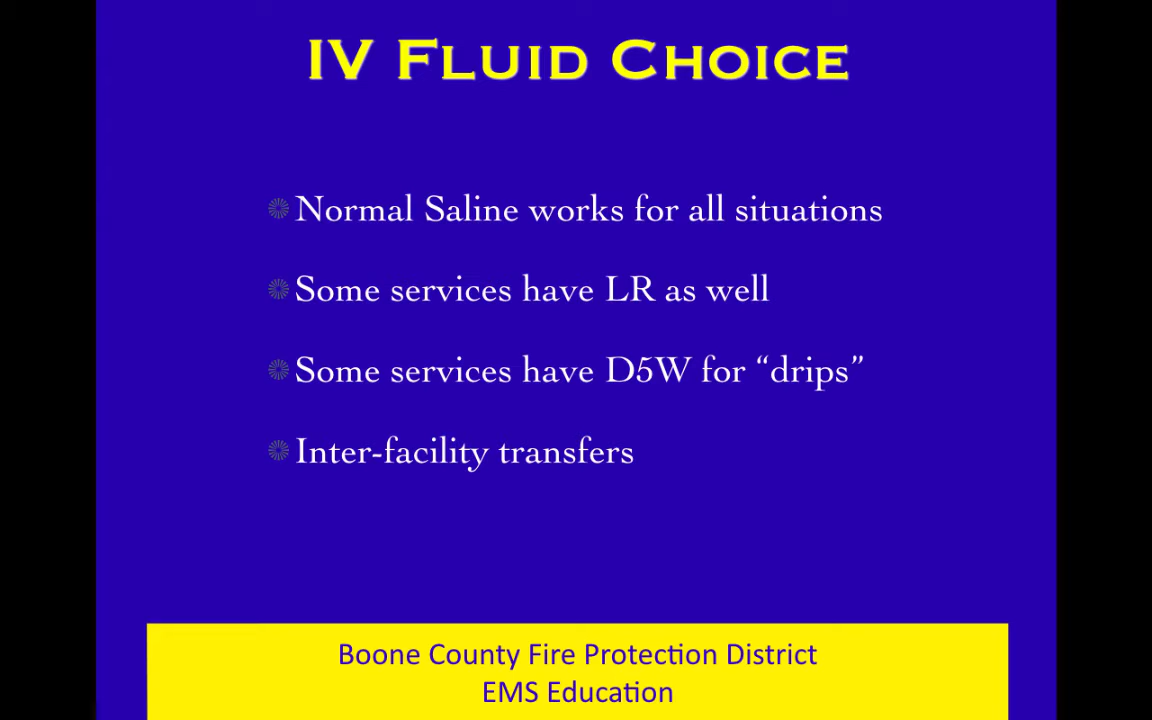 IV Fluid Choice
Normal Saline works for all situations
Some services have LR as well
Some services have D5W for “drips”
Inter-facility transfers
Boone County Fire Protection District
EMS Education